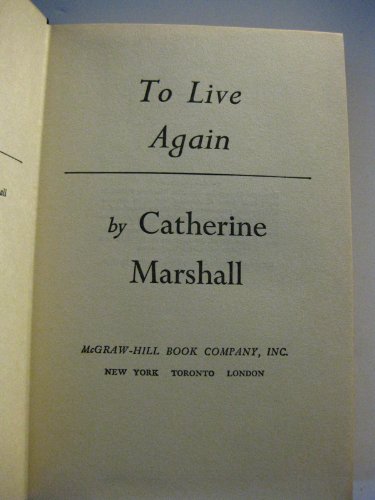 To Live
Again
by Catherine
Marshall
McGRAW-HILL BOOK COMPANY, INC.
NEW YORK TORONTO LONDON